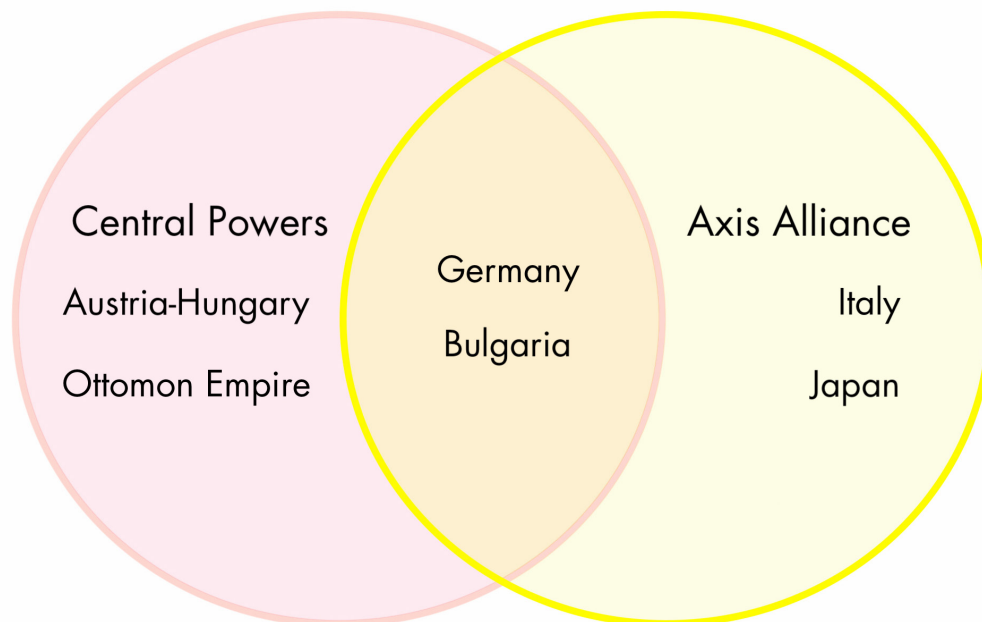 Central Powers
Austria-Hungary
Ottomon Empire
Germany
Bulgaria
Axis Alliance
Italy
Japan